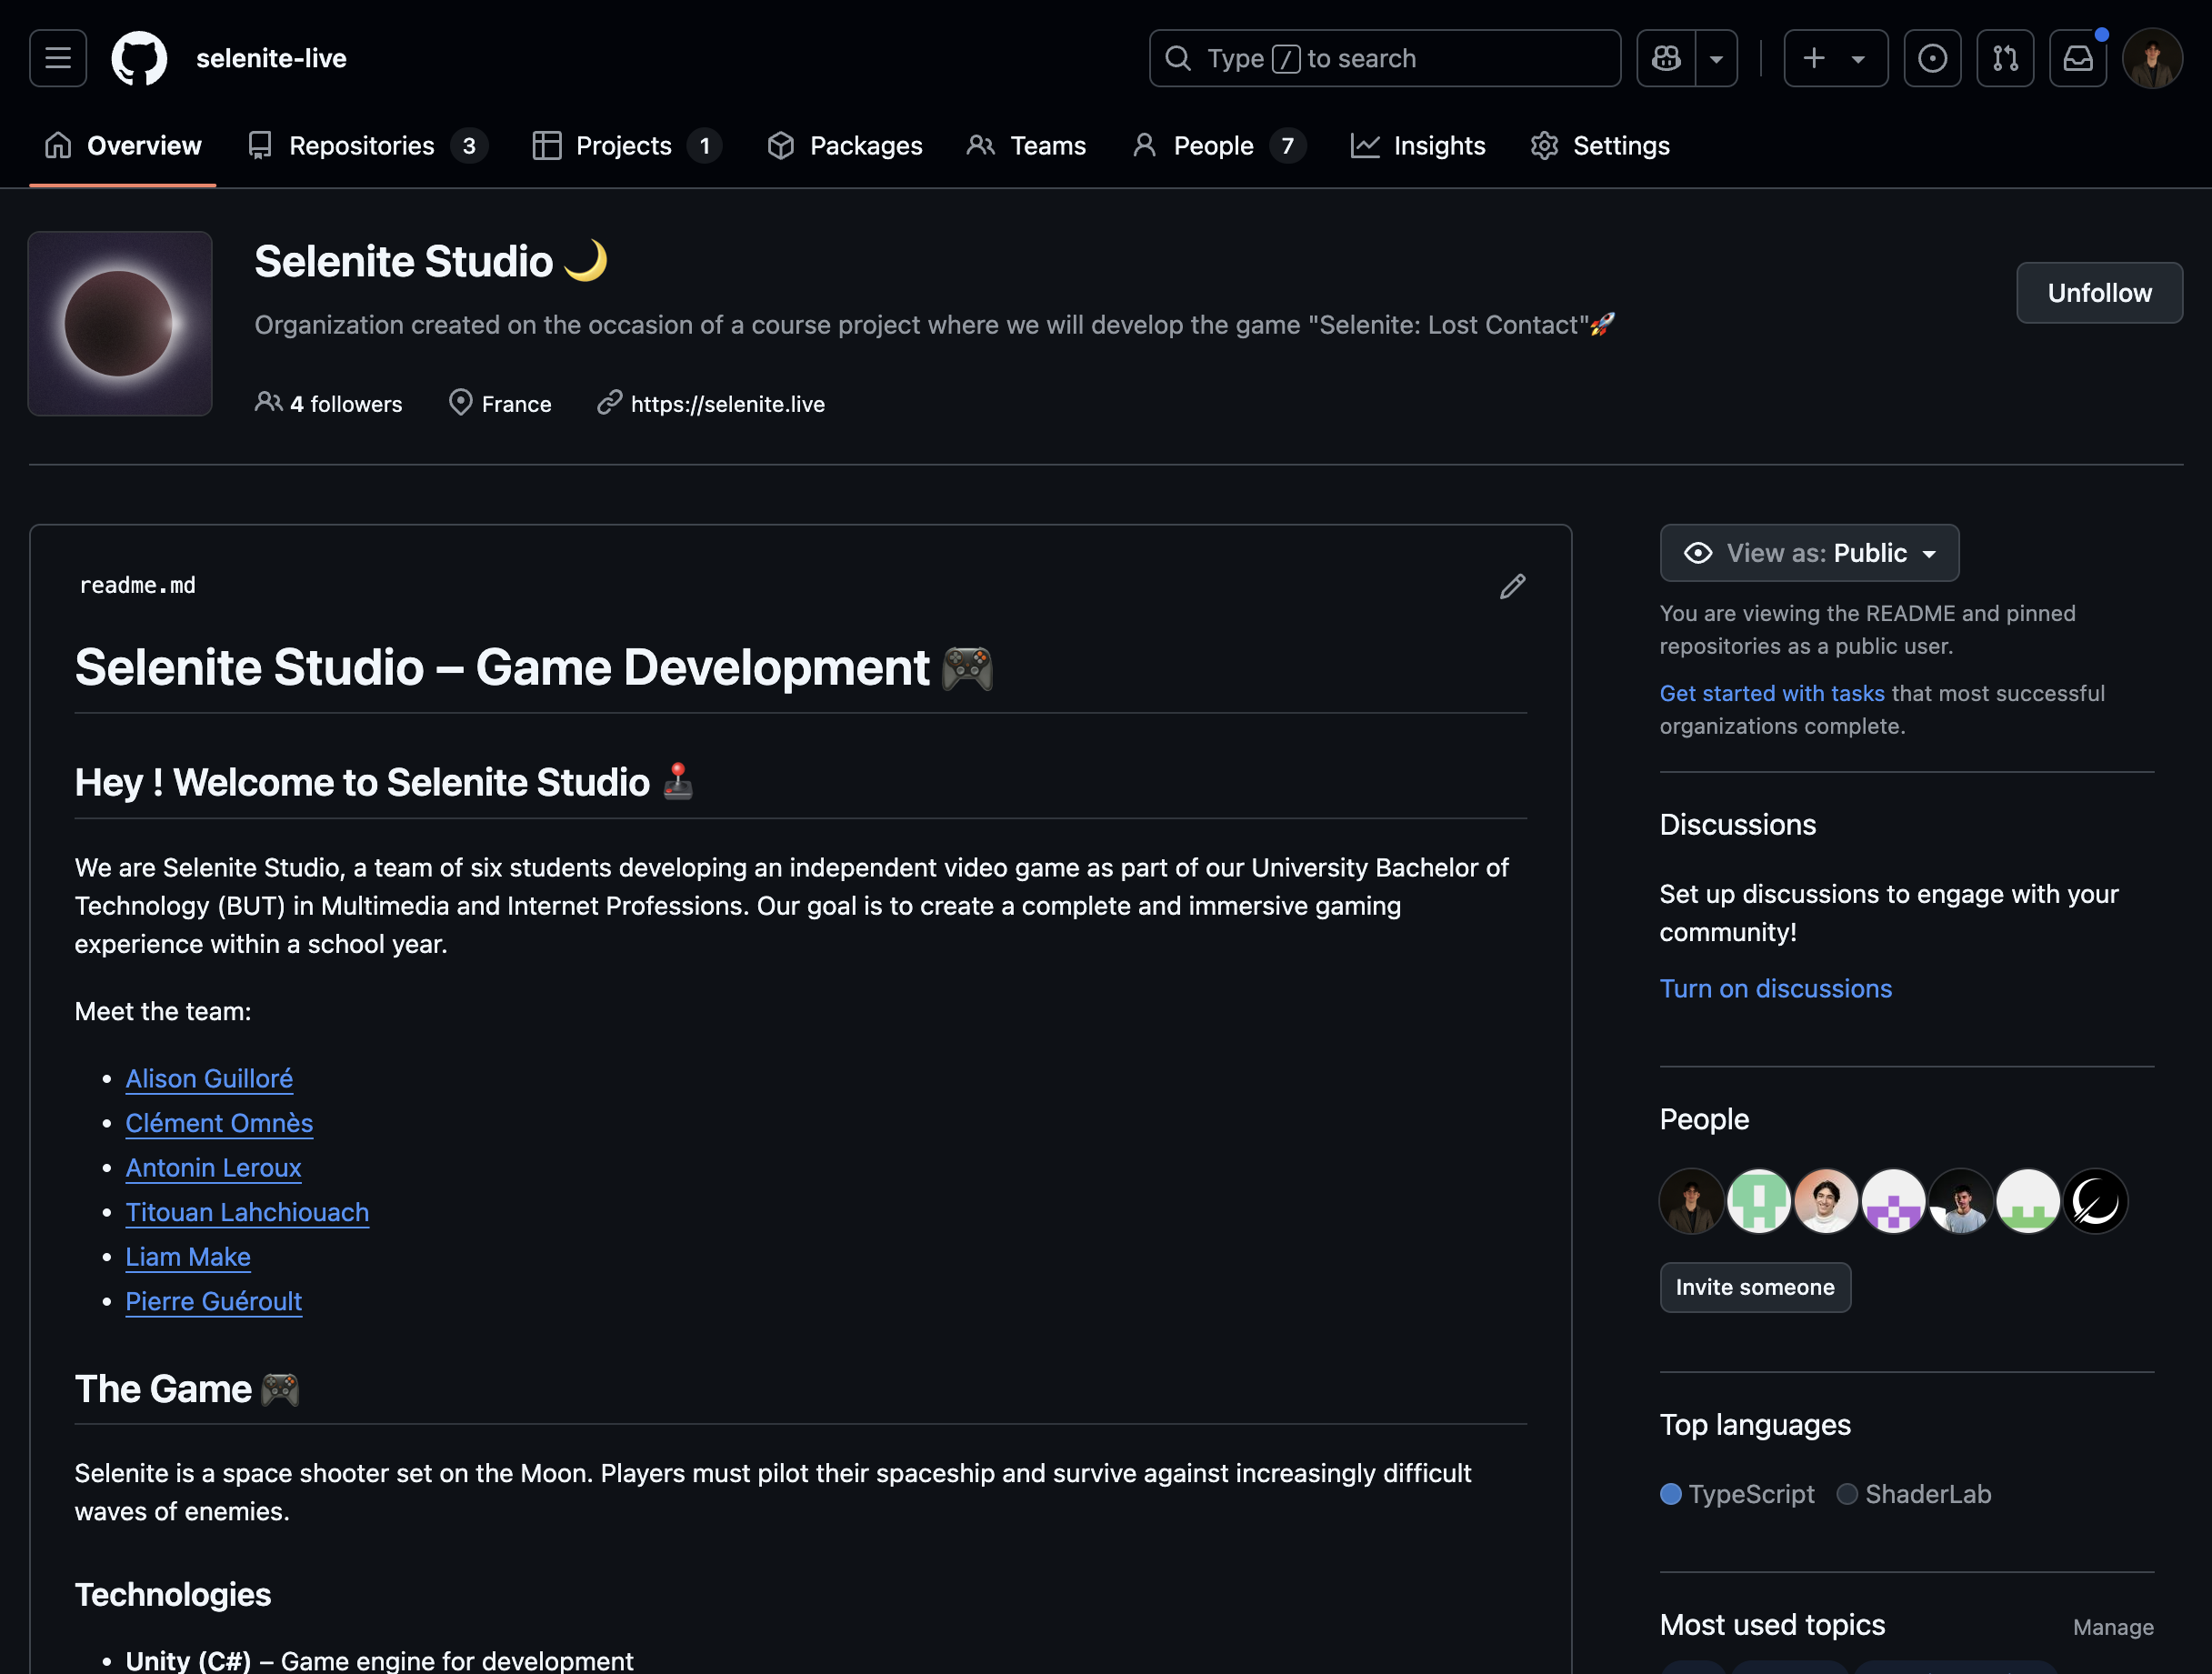 selenite-live
Type / to search
Overview
Repositories 3
Projects 1
Packages
Teams
People 7
Insights
Settings
Selenite Studio 🌙
Organization created on the occasion of a course project where we will develop the game "Selenite: Lost Contact"🚀
4 followers
France
https://selenite.live
Unfollow
readme.md
Selenite Studio – Game Development 🎮
Hey ! Welcome to Selenite Studio 🕹️
We are Selenite Studio, a team of six students developing an independent video game as part of our University Bachelor of
Technology (BUT) in Multimedia and Internet Professions. Our goal is to create a complete and immersive gaming
experience within a school year.
Meet the team:
• Alison Guilloré
• Clément Omnès
• Antonin Leroux
• Titouan Lahchiouach
• Liam Make
• Pierre Guéroult
The Game 🎮
Selenite is a space shooter set on the Moon. Players must pilot their spaceship and survive against increasingly difficult
waves of enemies.
Technologies
• Unity (C#) – Game engine for development
View as: Public
You are viewing the README and pinned
repositories as a public user.
Get started with tasks that most successful
organizations complete.
Discussions
Set up discussions to engage with your
community!
Turn on discussions
People
Invite someone
Top languages
TypeScript
ShaderLab
Most used topics
Manage